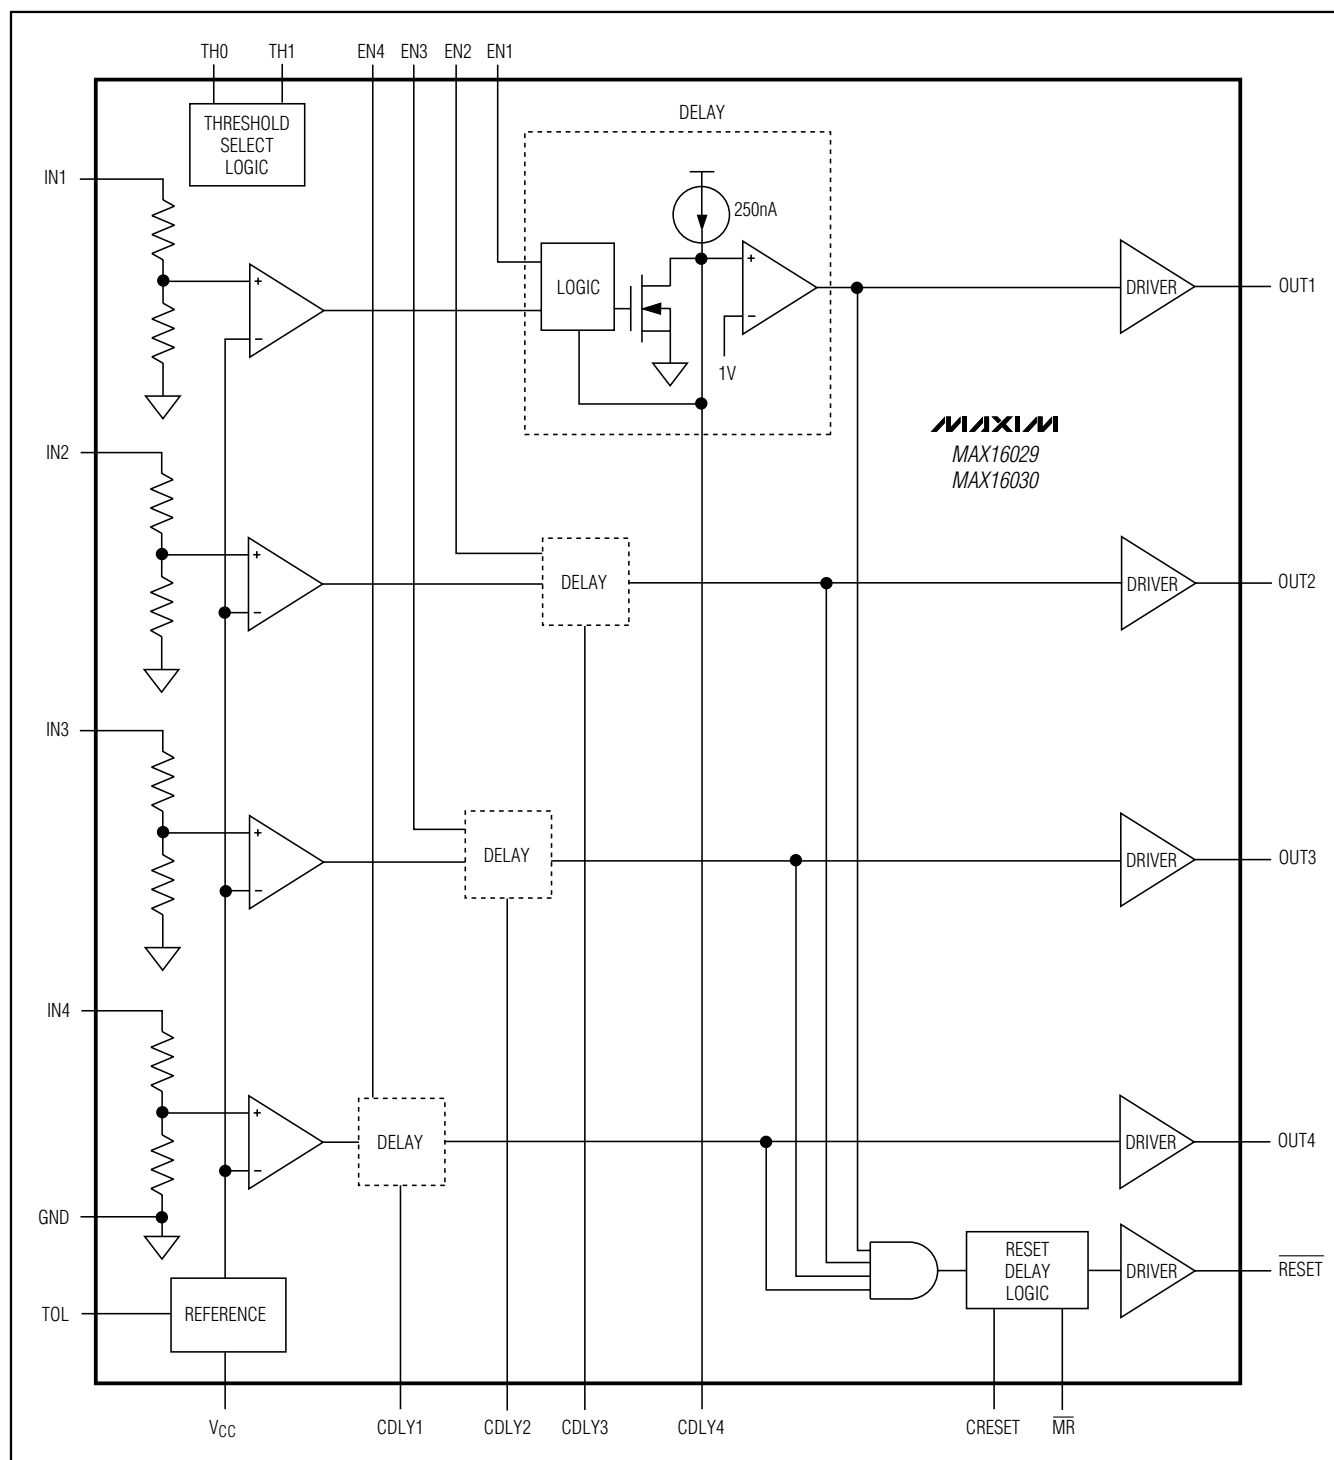 TH0 TH1 EN4 EN3 EN2 EN1
DELAY
THRESHOLD
SELECT
LOGIC
IN1
250nA
+
+
LOGIC
DRIVER
OUT1
−
−
1V
MAXIM
MAX16029
MAX16030
IN2
+
DELAY
DRIVER
OUT2
−
IN3
+
DELAY
DRIVER
OUT3
−
IN4
+
DELAY
DRIVER
OUT4
−
GND
RESET
DELAY
LOGIC
DRIVER
RESET
TOL
REFERENCE
VCC
CDLY1
CDLY2
CDLY3
CDLY4
CRESET
MR